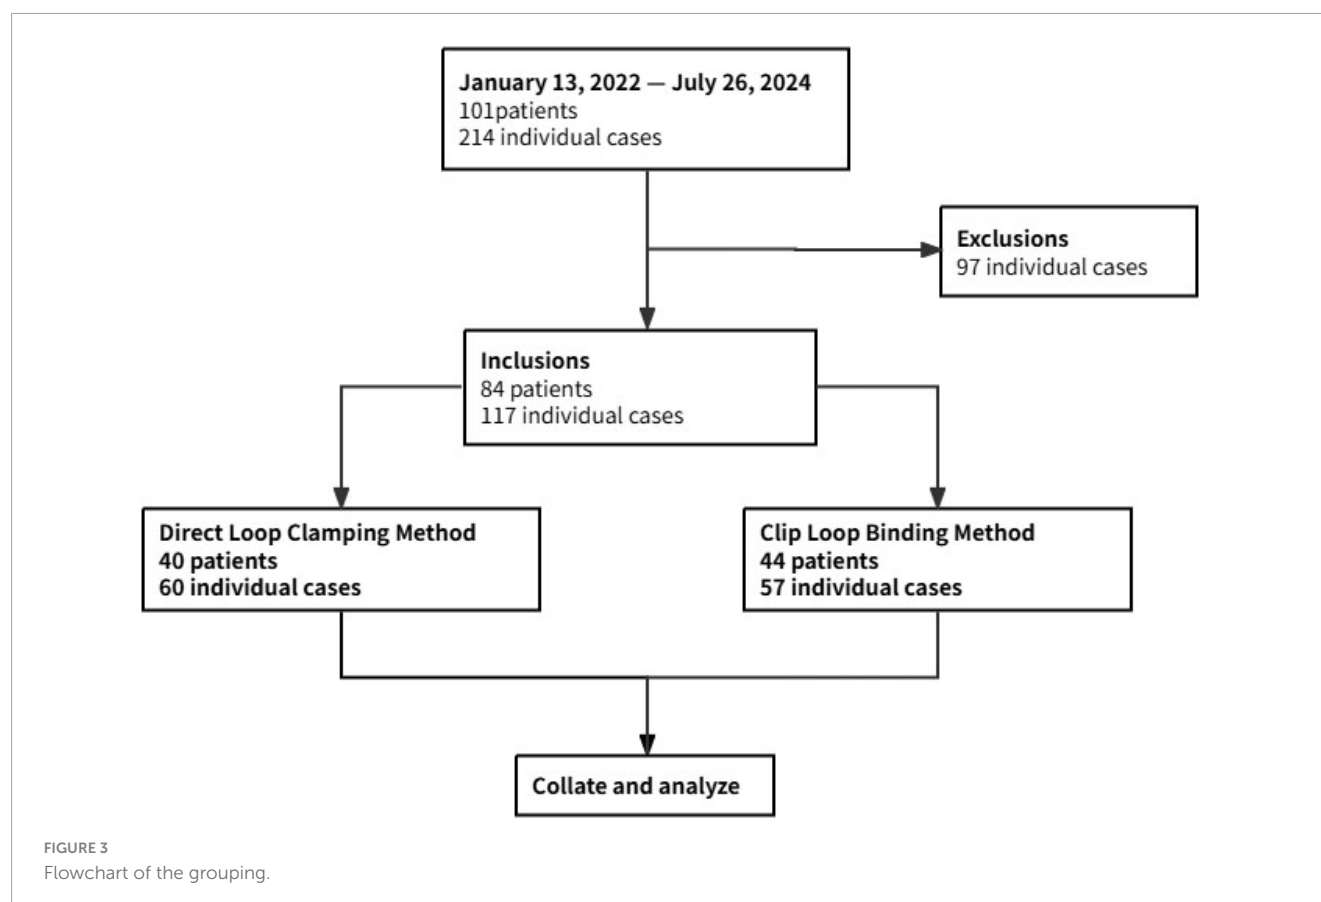 January 13, 2022 — July 26, 2024
101patients
214 individual cases
Exclusions
97 individual cases
Inclusions
84 patients
117 individual cases
Direct Loop Clamping Method
40 patients
60 individual cases
Clip Loop Binding Method
44 patients
57 individual cases
Collate and analyze
FIGURE 3
Flowchart of the grouping.